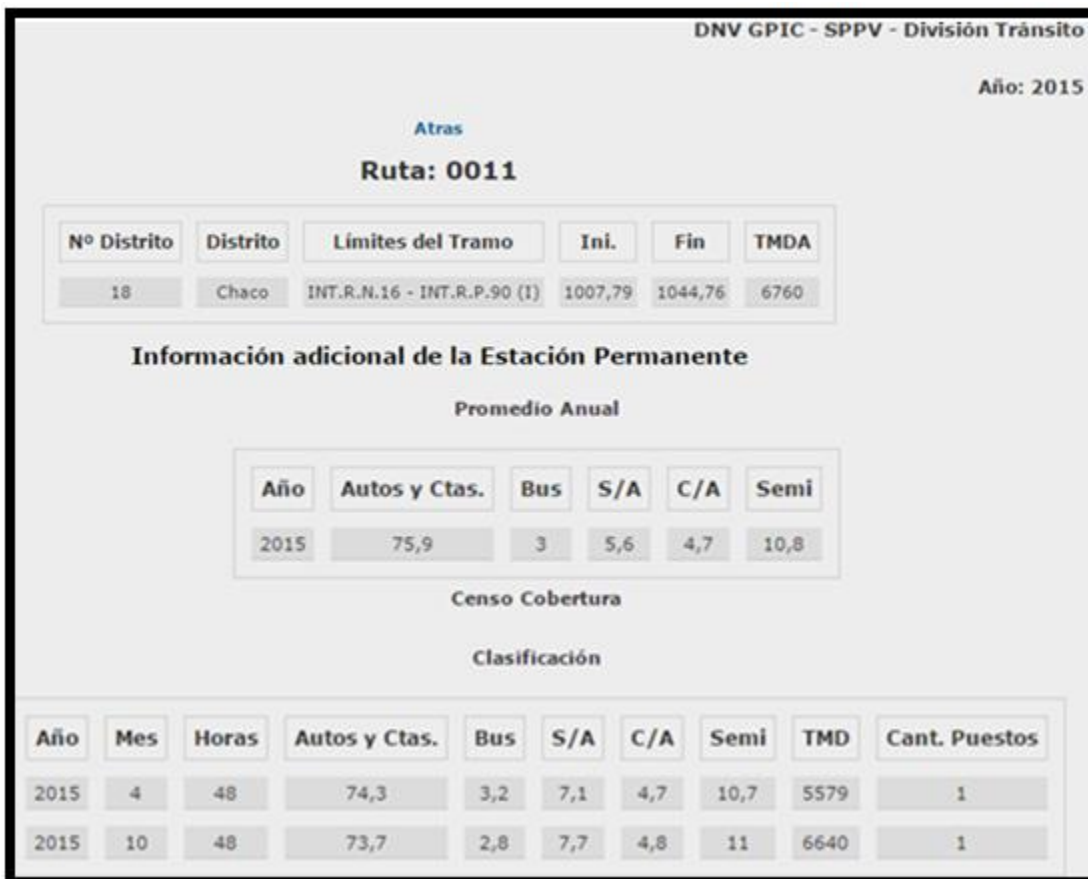 DNV GPIC - SPPV - División Tránsito
Año: 2015
Atras
Ruta: 0011
Nº Distrito Distrito Límites del Tramo Ini. Fin TMDA
18 Chaco INT.R.N.16 - INT.R.P.90 (I) 1007,79 1044,76 6760
Información adicional de la Estación Permanente
Promedio Anual
Año Autos y Ctas. Bus S/A C/A Semi
2015 75,9 3 5,6 4,7 10,8
Censo Cobertura
Clasificación
Año Mes Horas Autos y Ctas. Bus S/A C/A Semi TMD Cant. Puestos
2015 4 48 74,3 3,2 7,1 4,7 10,7 5579 1
2015 10 48 73,7 2,8 7,7 4,8 11 6640 1